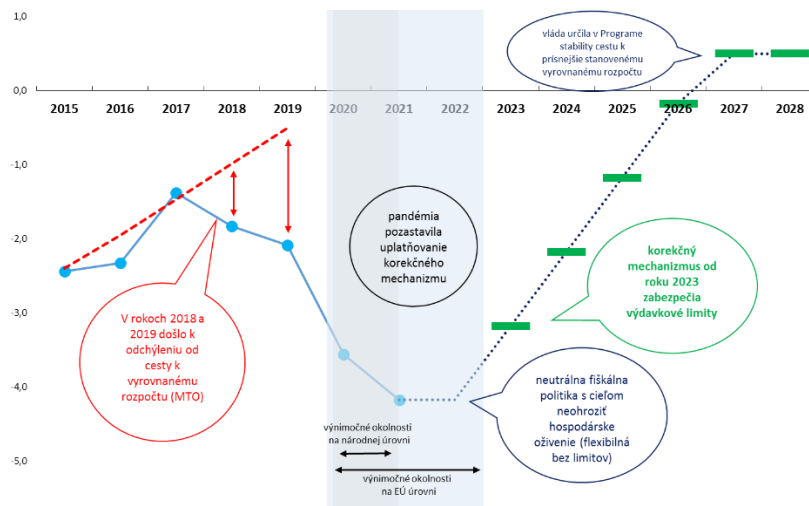 1,0
vláda určila v Programe
stability cestu k
prísnejšie stanovenému
vyrovnanému rozpočtu
0,0
2015 2016 2017 2018 2019 2020 2021 2022 2023 2024 2025 2026 2027 2028
-1,0
-2,0
-3,0
-4,0
-5,0
pandémia
pozastavila
uplatňovanie
korekčného
mechanizmu
korekčný
mechanizmus od
roku 2023
zabezpečia
výdavkové limity
V rokoch 2018 a
2019 došlo k
odchýleniu od
cesty k
vyrovnanému
rozpočtu (MTO)
neutrálna fiškálna
politika s cieľom
neohroziť
hospodárske
oživenie (flexibilná
bez limitov)
výnimočné okolnosti
na národnej úrovni
výnimočné okolnosti
na EÚ úrovni